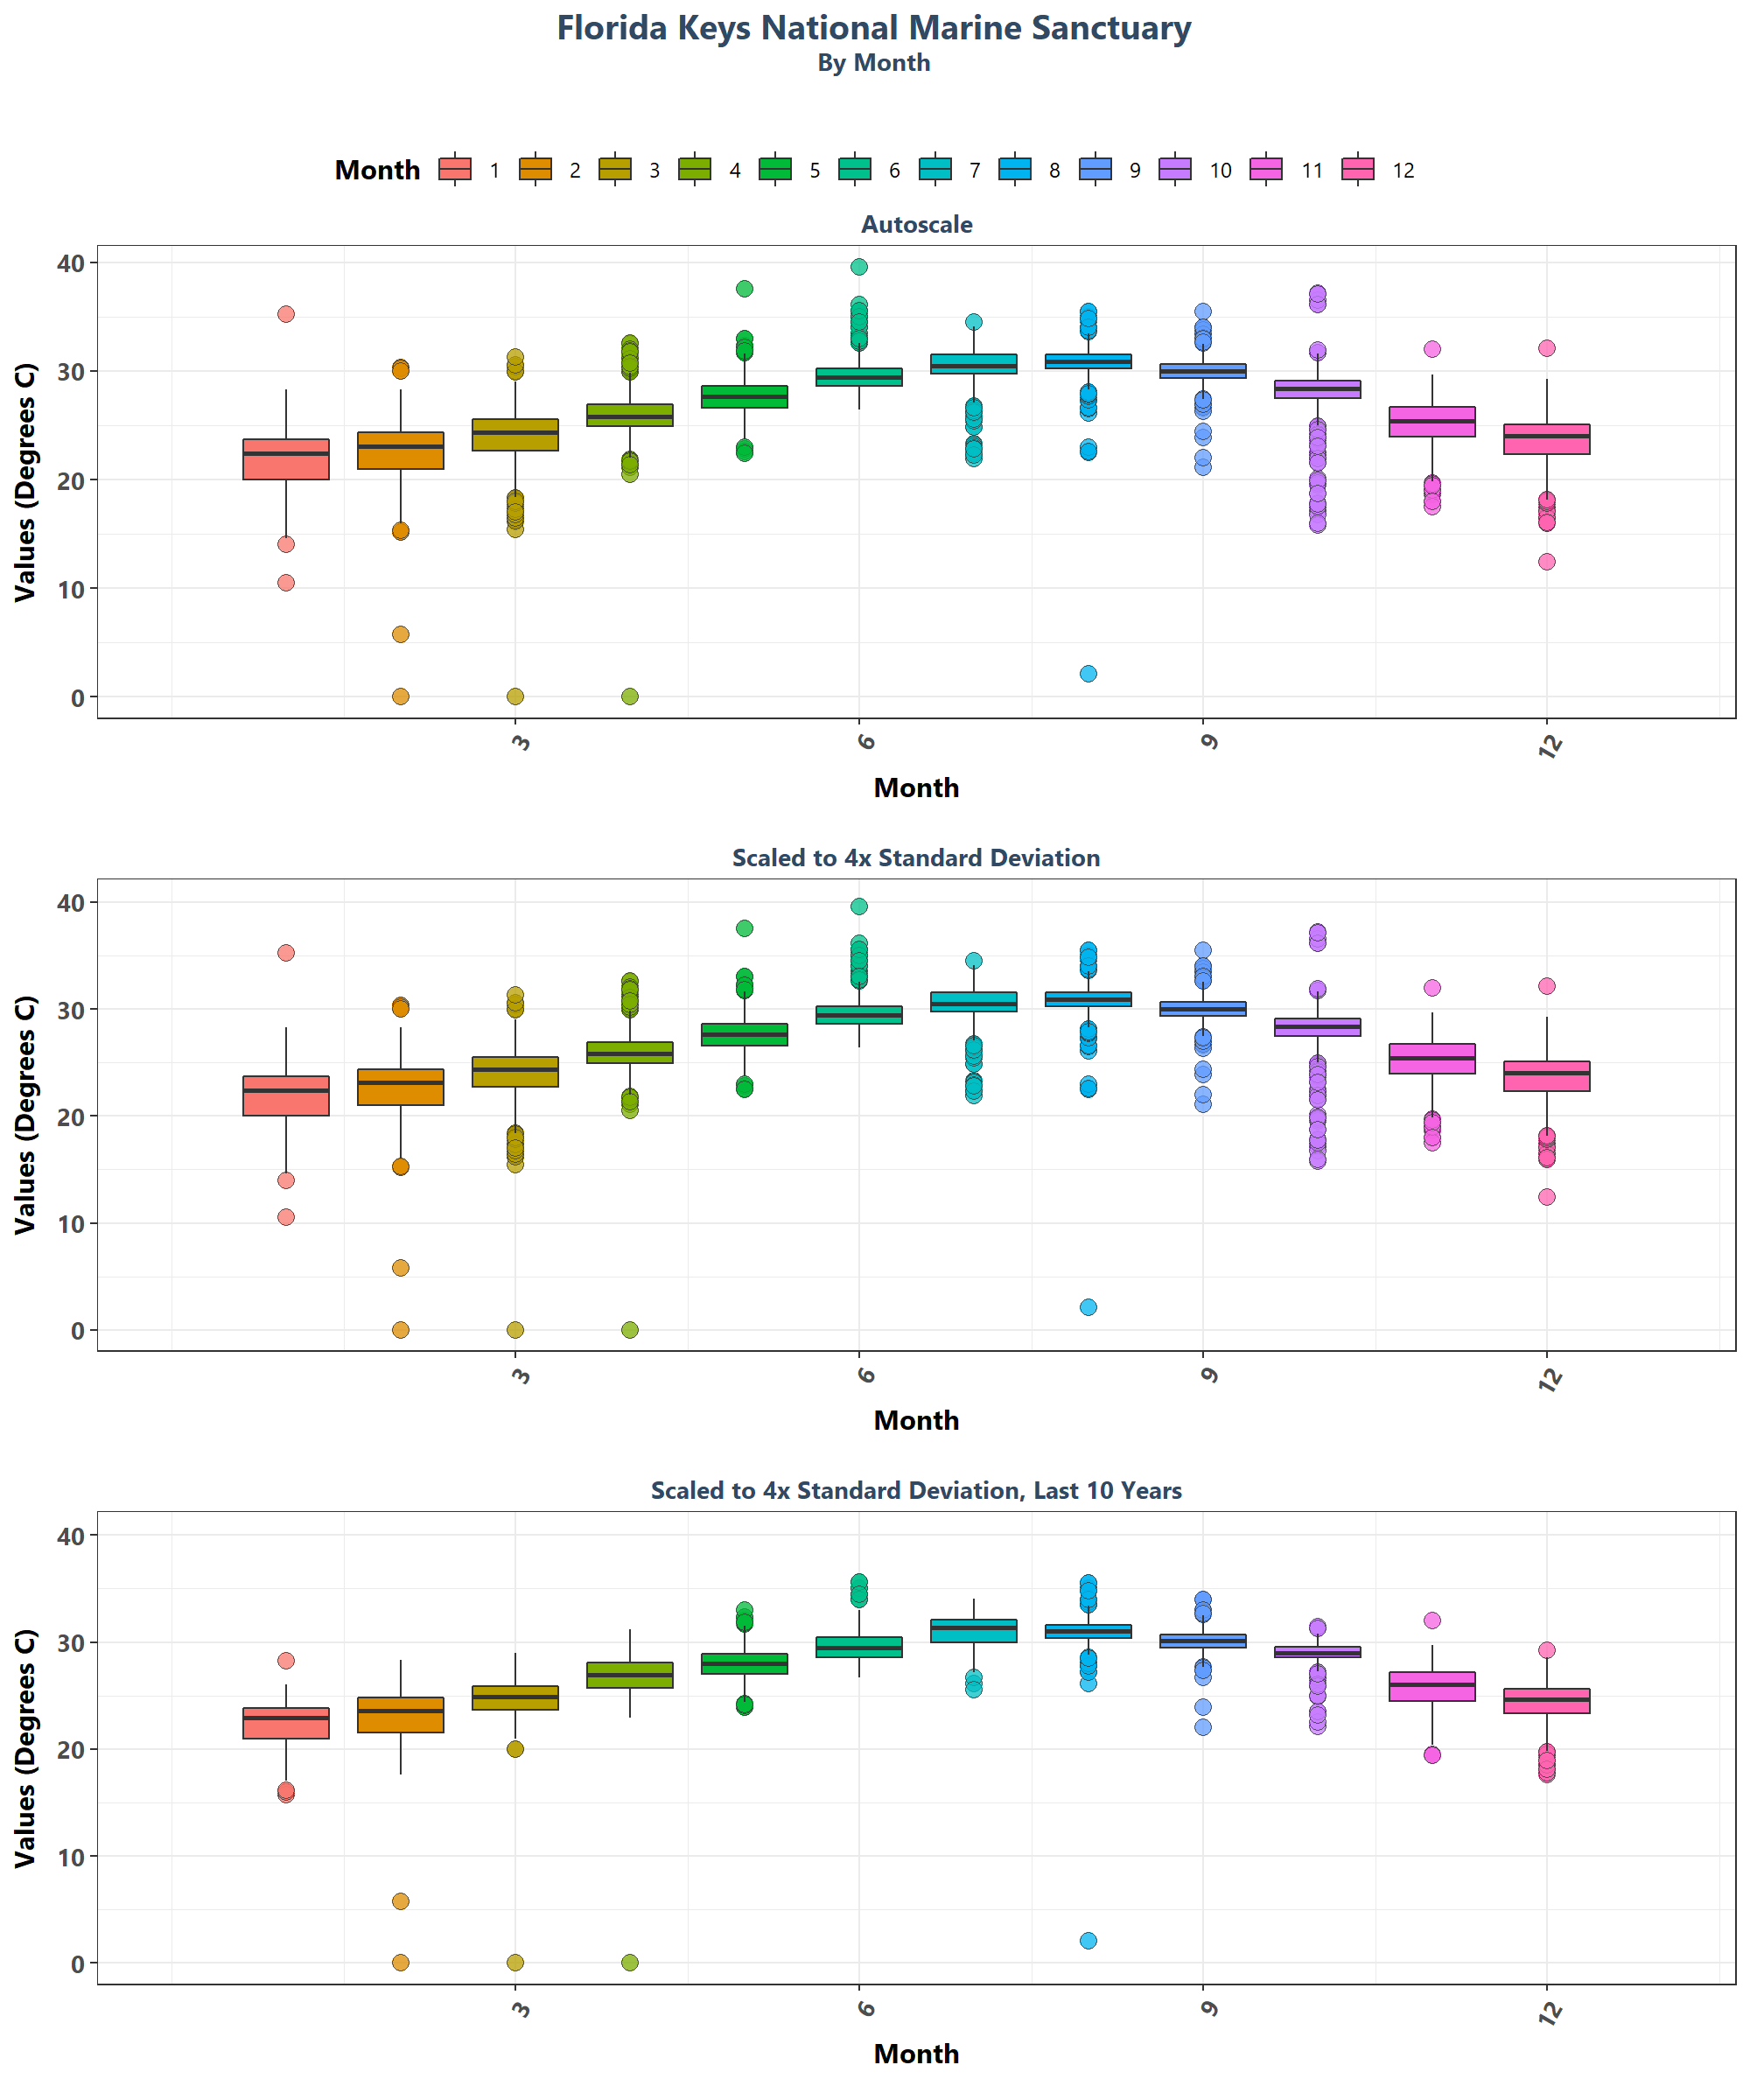 Florida Keys National Marine Sanctuary
By Month
Month 1 2 3 4 5 6 7 8 9 10 11 12
Autoscale
Values (Degrees C)
40
30
20
10
0
3 6 9 12
Month
Scaled to 4x Standard Deviation
Values (Degrees C)
40
30
20
10
0
3 6 9 12
Month
Scaled to 4x Standard Deviation, Last 10 Years
Values (Degrees C)
40
30
20
10
0
3 6 9 12
Month